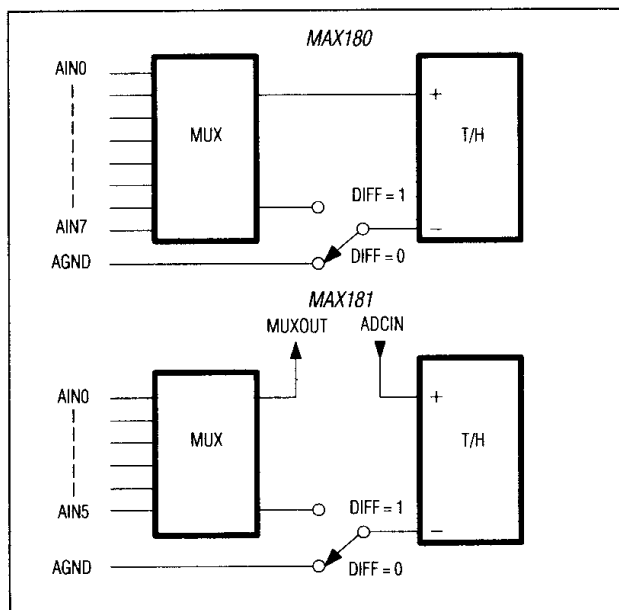 MAX180
AIN0
MUX
+
T/H
DIFF = 1
AIN7
−
DIFF = 0
AGND
MAX181
MUXOUT
ADCIN
AIN0
+
MUX
T/H
AIN5
DIFF = 1
−
AGND
DIFF = 0